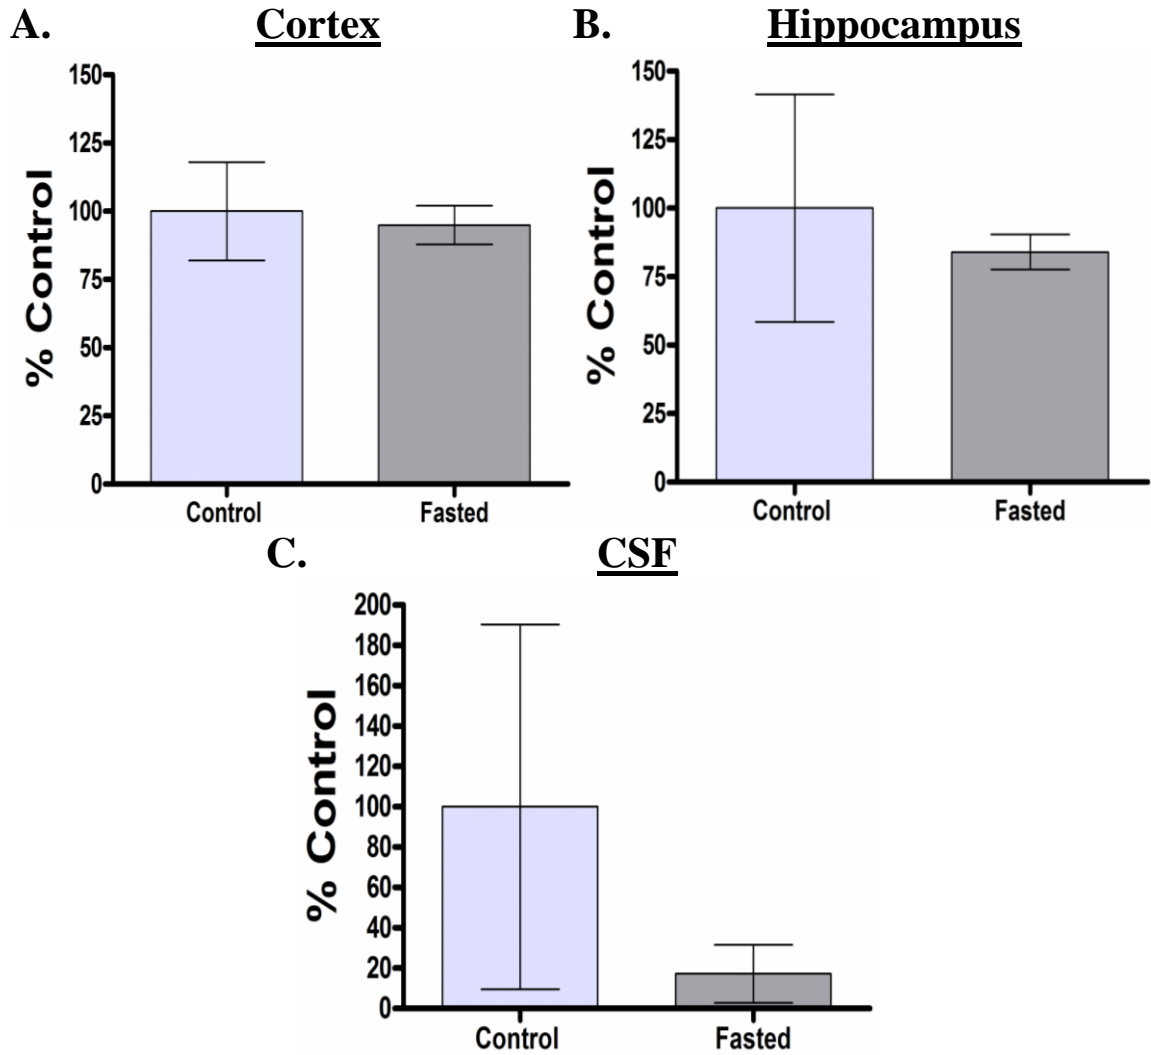 A. Cortex
% Control
150
125
100
75
50
25
0
Control Fasted
B. Hippocampus
% Control
150
125
100
75
50
25
0
Control Fasted
C. CSF
% Control
200
180
160
140
120
100
80
60
40
20
0
Control Fasted